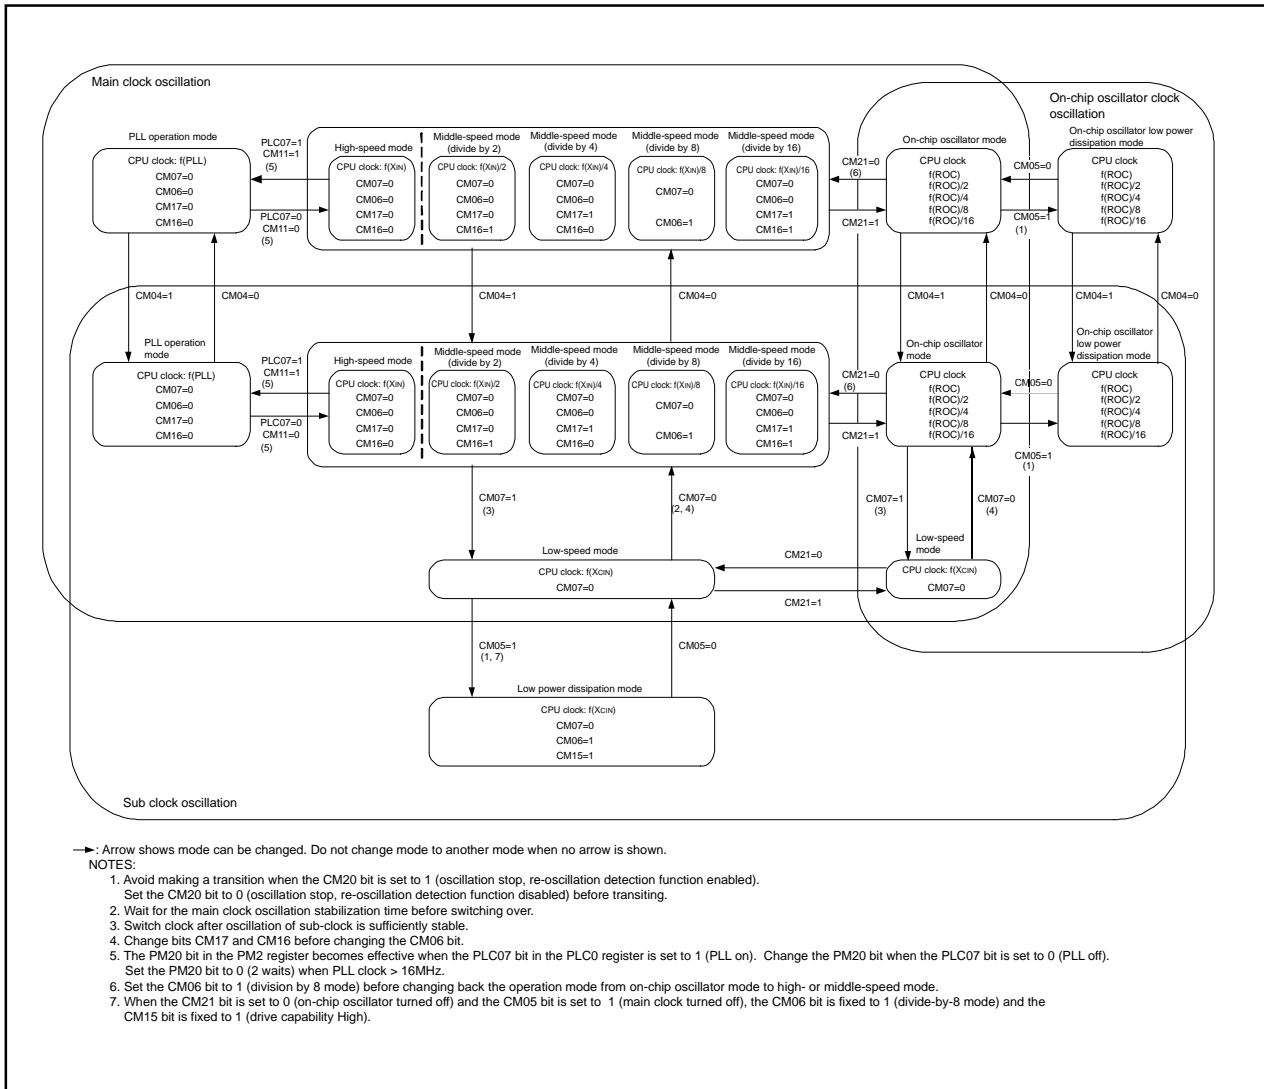 Main clock oscillation
On-chip oscillator clock
oscillation
PLL operation mode
CPU clock: f(PLL)
CM07=0
CM06=0
CM17=0
CM16=0
PLC07=1
CM11=1
(5)
PLC07=0
CM11=0
(5)
High-speed mode
CPU clock: f(XIN)
CM07=0
CM06=0
CM17=0
CM16=0
Middle-speed mode
(divide by 2)
CPU clock: f(XIN)/2
CM07=0
CM06=0
CM17=0
CM16=1
Middle-speed mode
(divide by 4)
CPU clock: f(XIN)/4
CM07=0
CM06=0
CM17=1
CM16=0
Middle-speed mode
(divide by 8)
CPU clock: f(XIN)/8
CM07=0
CM06=1
Middle-speed mode
(divide by 16)
CPU clock: f(XIN)/16
CM07=0
CM06=0
CM17=1
CM16=1
CM21=0
(6)
CM21=1
On-chip oscillator mode
CPU clock
f(ROC)
f(ROC)/2
f(ROC)/4
f(ROC)/8
f(ROC)/16
CM05=0
CM05=1
(1)
On-chip oscillator low power
dissipation mode
CPU clock
f(ROC)
f(ROC)/2
f(ROC)/4
f(ROC)/8
f(ROC)/16
CM04=1
CM04=0
CM04=1
CM04=0
CM04=1
CM04=0
CM04=1
CM04=0
PLL operation
mode
CPU clock: f(PLL)
CM07=0
CM06=0
CM17=0
CM16=0
PLC07=1
CM11=1
(5)
PLC07=0
CM11=0
(5)
High-speed mode
CPU clock: f(XIN)
CM07=0
CM06=0
CM17=0
CM16=0
Middle-speed mode
(divide by 2)
CPU clock: f(XIN)/2
CM07=0
CM06=0
CM17=0
CM16=1
Middle-speed mode
(divide by 4)
CPU clock: f(XIN)/4
CM07=0
CM06=0
CM17=1
CM16=0
Middle-speed mode
(divide by 8)
CPU clock: f(XIN)/8
CM07=0
CM06=1
Middle-speed mode
(divide by 16)
CPU clock: f(XIN)/16
CM07=0
CM06=0
CM17=1
CM16=1
CM21=0
(6)
CM21=1
On-chip oscillator
mode
CPU clock
f(ROC)
f(ROC)/2
f(ROC)/4
f(ROC)/8
f(ROC)/16
CM05=0
CM05=1
(1)
On-chip oscillator
low power
dissipation mode
CPU clock
f(ROC)
f(ROC)/2
f(ROC)/4
f(ROC)/8
f(ROC)/16
CM07=1
(3)
CM07=0
(2, 4)
CM07=1
(3)
CM07=0
(4)
Low-speed mode
CPU clock: f(XCIN)
CM07=0
CM21=0
CM21=1
Low-speed
mode
CPU clock: f(XCIN)
CM07=0
CM05=1
(1, 7)
CM05=0
Low power dissipation mode
CPU clock: f(XCIN)
CM07=0
CM06=1
CM15=1
Sub clock oscillation
: Arrow shows mode can be changed. Do not change mode to another mode when no arrow is shown.
NOTES:
1. Avoid making a transition when the CM20 bit is set to 1 (oscillation stop, re-oscillation detection function enabled).
Set the CM20 bit to 0 (oscillation stop, re-oscillation detection function disabled) before transiting.
2. Wait for the main clock oscillation stabilization time before switching over.
3. Switch clock after oscillation of sub-clock is sufficiently stable.
4. Change bits CM17 and CM16 before changing the CM06 bit.
5. The PM20 bit in the PM2 register becomes effective when the PLC07 bit in the PLC0 register is set to 1 (PLL on). Change the PM20 bit when the PLC07 bit is set to 0 (PLL off).
Set the PM20 bit to 0 (2 waits) when PLL clock > 16MHz.
6. Set the CM06 bit to 1 (division by 8 mode) before changing back the operation mode from on-chip oscillator mode to high- or middle-speed mode.
7. When the CM21 bit is set to 0 (on-chip oscillator turned off) and the CM05 bit is set to 1 (main clock turned off), the CM06 bit is fixed to 1 (divide-by-8 mode) and the
CM15 bit is fixed to 1 (drive capability High).